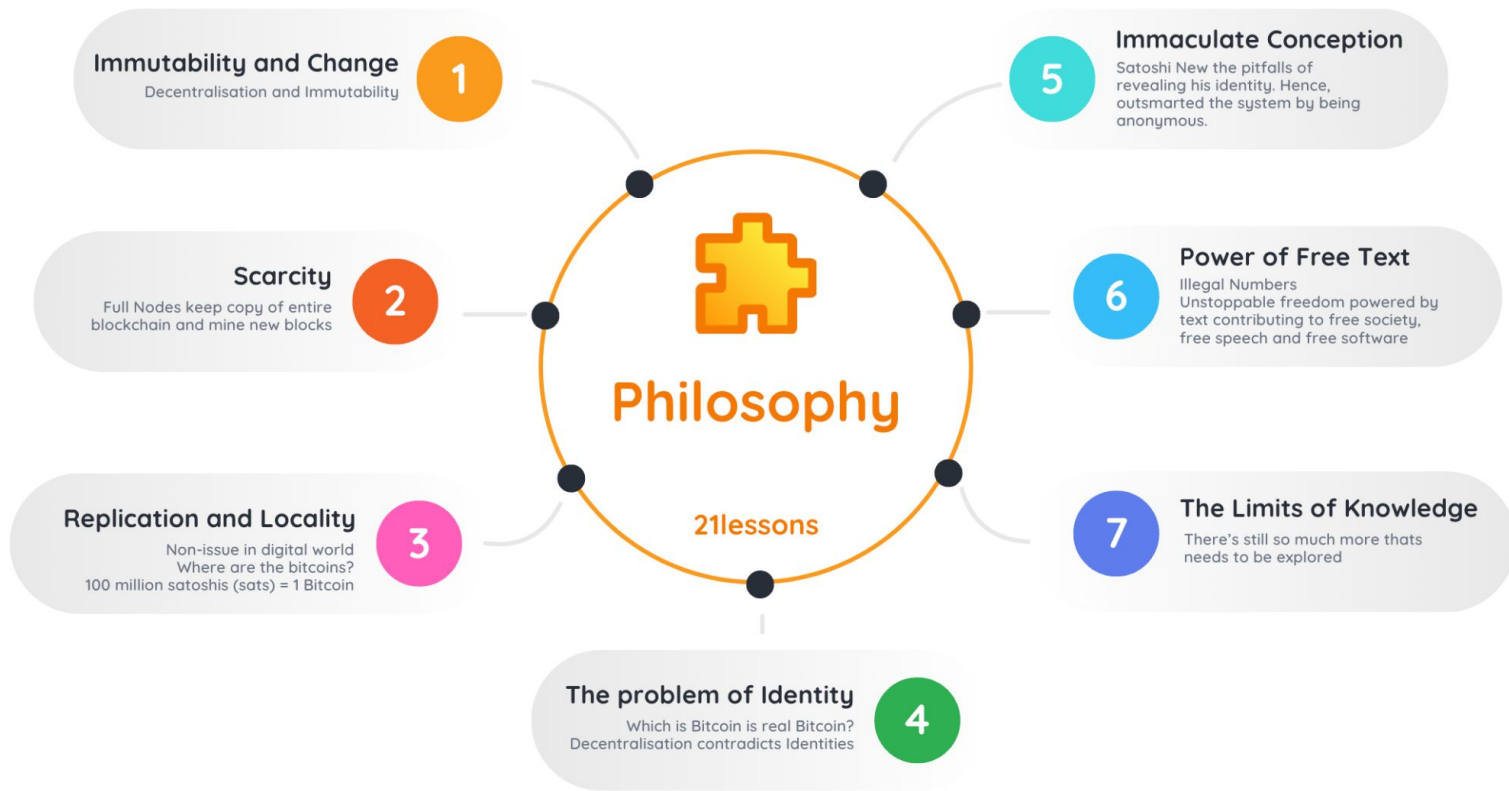 Immutability and Change
Decentralisation and Immutability
1
Scarcity
Full Nodes keep copy of entire
blockchain and mine new blocks
2
Replication and Locality
Non-issue in digital world
Where are the bitcoins?
100 million satoshis (sats) = 1 Bitcoin
3
The problem of Identity
Which is Bitcoin is real Bitcoin?
Decentralisation contradicts Identities
4
5
Immaculate Conception
Satoshi New the pitfalls of
revealing his identity. Hence,
outsmarted the system by being
anonymous.
6
Power of Free Text
Illegal Numbers
Unstoppable freedom powered by
text contributing to free society,
free speech and free software
7
The Limits of Knowledge
There's still so much more thats
needs to be explored
Philosophy
21lessons